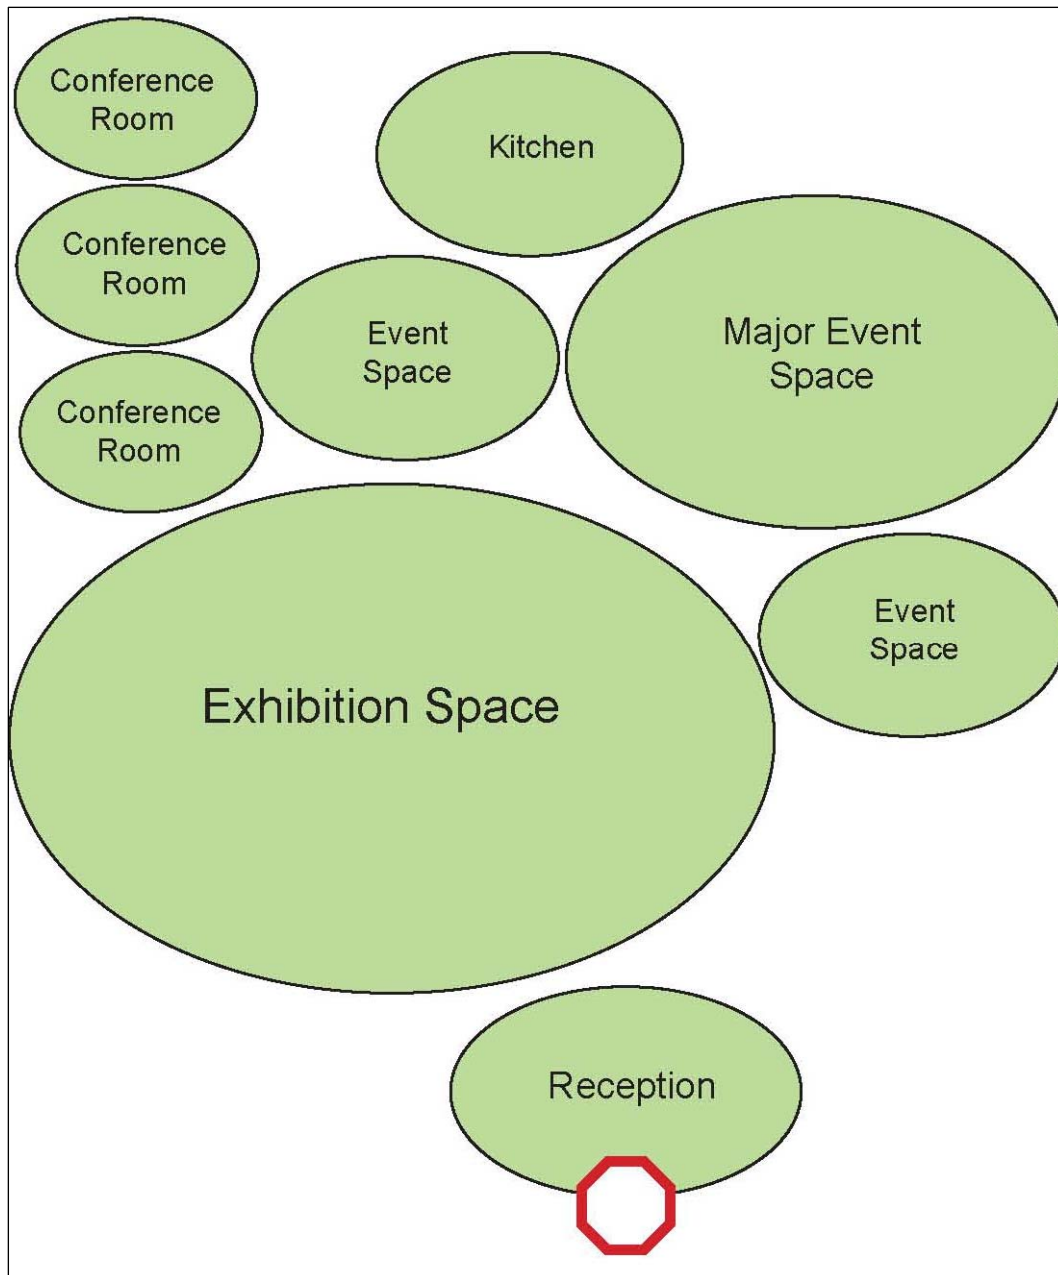 Conference
Room
Kitchen
Conference
Room
Event
Space
Major Event
Space
Conference
Room
Event
Space
Exhibition Space
Reception